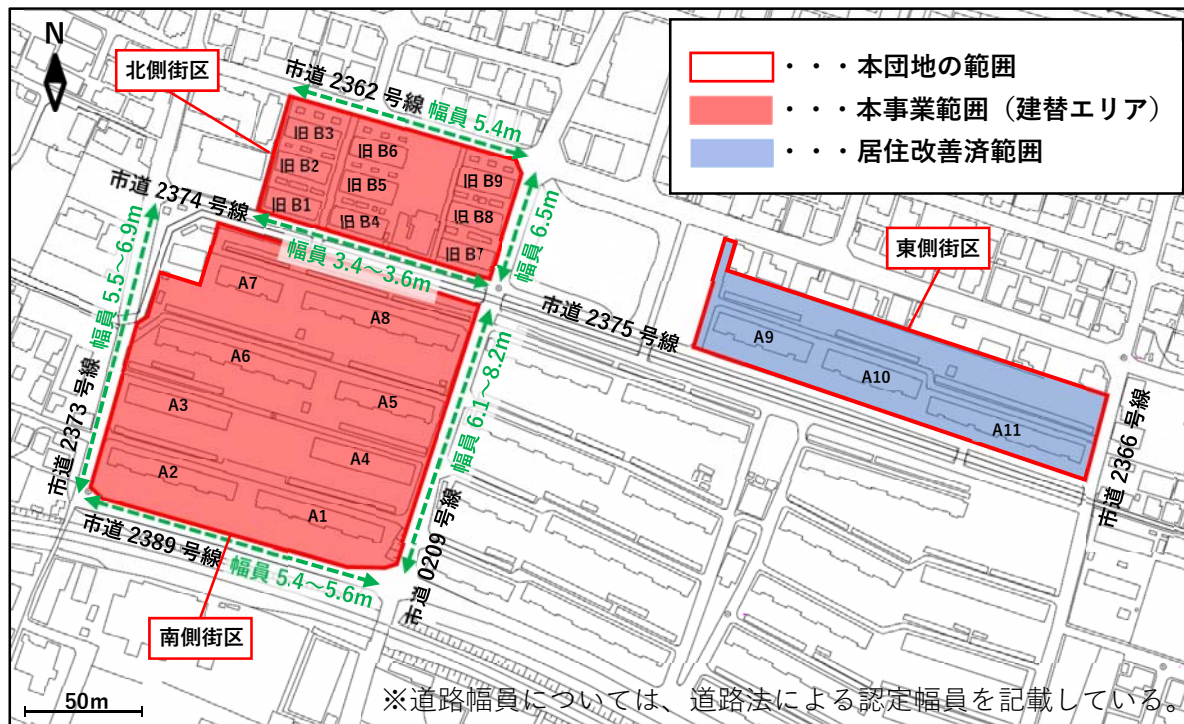 N
北側街区
市道 2362 号線
幅員 5.4m
・・・本団地の範囲
・・・本事業範囲（建替エリア）
・・・居住改善済範囲
旧 B3
旧 B6
旧 B2
旧 B9
旧 B5
旧 B1
旧 B4
旧 B8
旧 B7
市道 2374 号線
幅員 3.4～3.6m
幅員 6.5m
東側街区
市道 2375 号線
幅員 5.5～6.9m
市道 2373 号線
A7
A8
A6
A5
A3
A4
A2
A1
A9
A10
A11
幅員 6.1～8.2m
市道 0209 号線
市道 2366 号線
市道 2389 号線
幅員 5.4～5.6m
南側街区
50m
※道路幅員については、道路法による認定幅員を記載している。